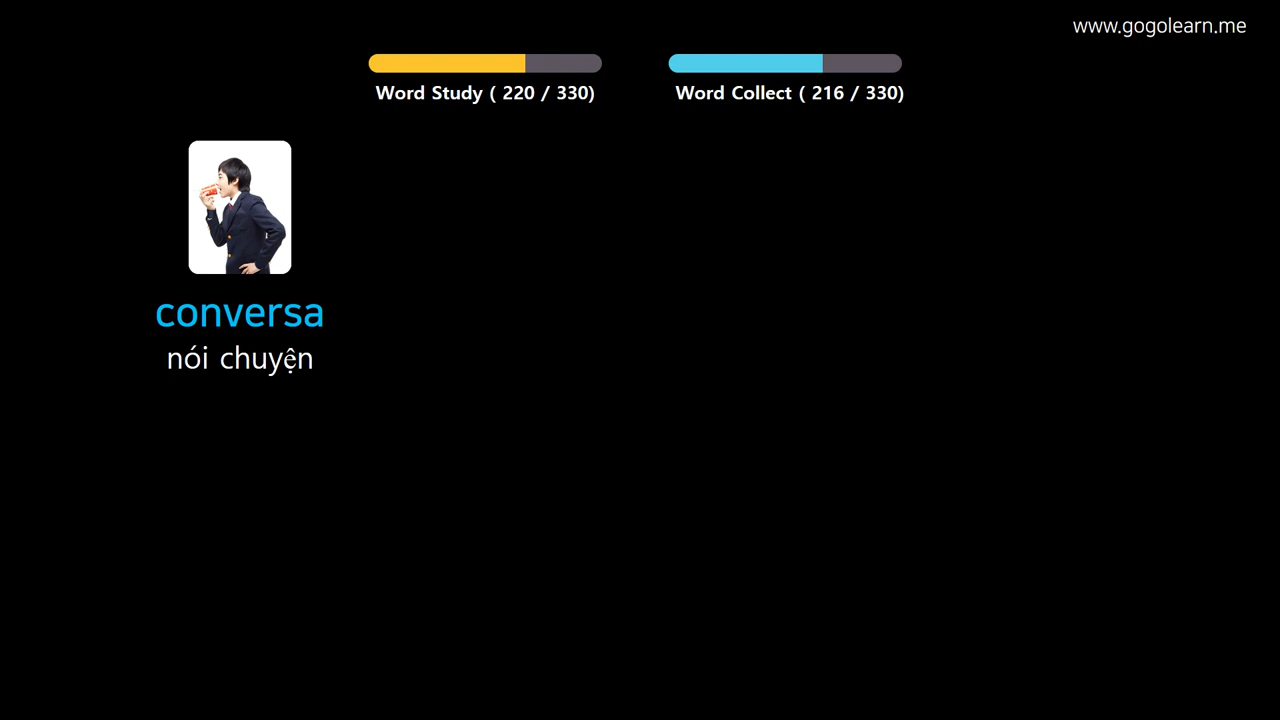 www.gogolearn.me
Word Study ( 220 / 330)
Word Collect ( 216 / 330)
conversa
nói chuyện